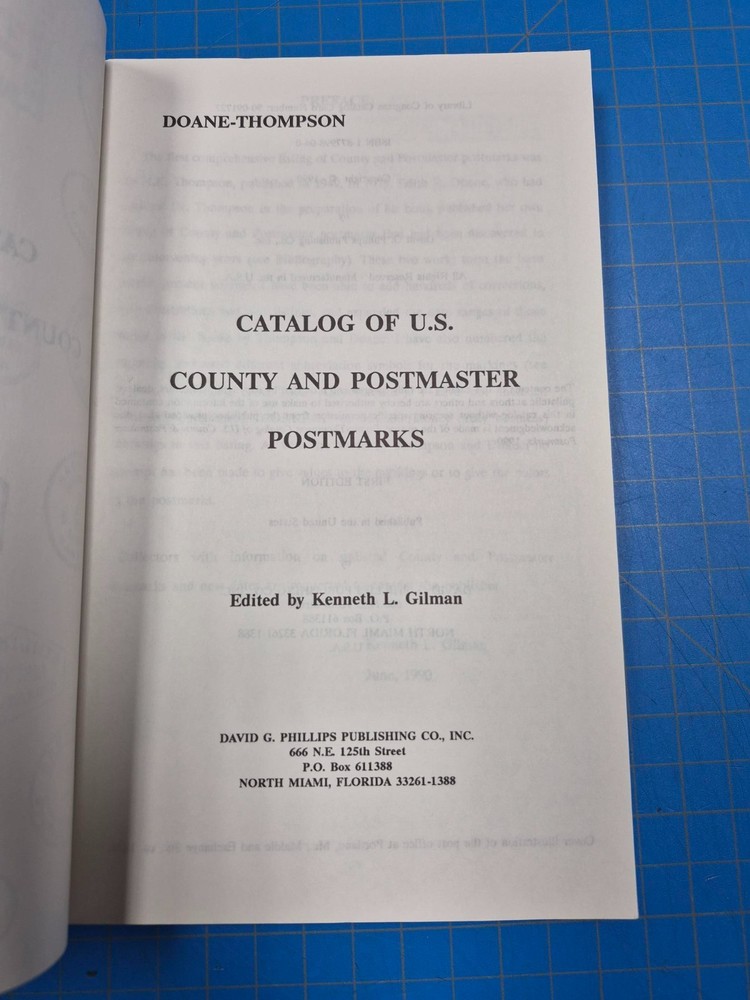 DOANE-THOMPSON
CATALOG OF U.S.
COUNTY AND POSTMASTER
POSTMARKS
Edited by Kenneth L. Gilman
DAVID G. PHILLIPS PUBLISHING CO., INC.
666 N.E. 125th Street
P.O. Box 611388
NORTH MIAMI, FLORIDA 33261-1388